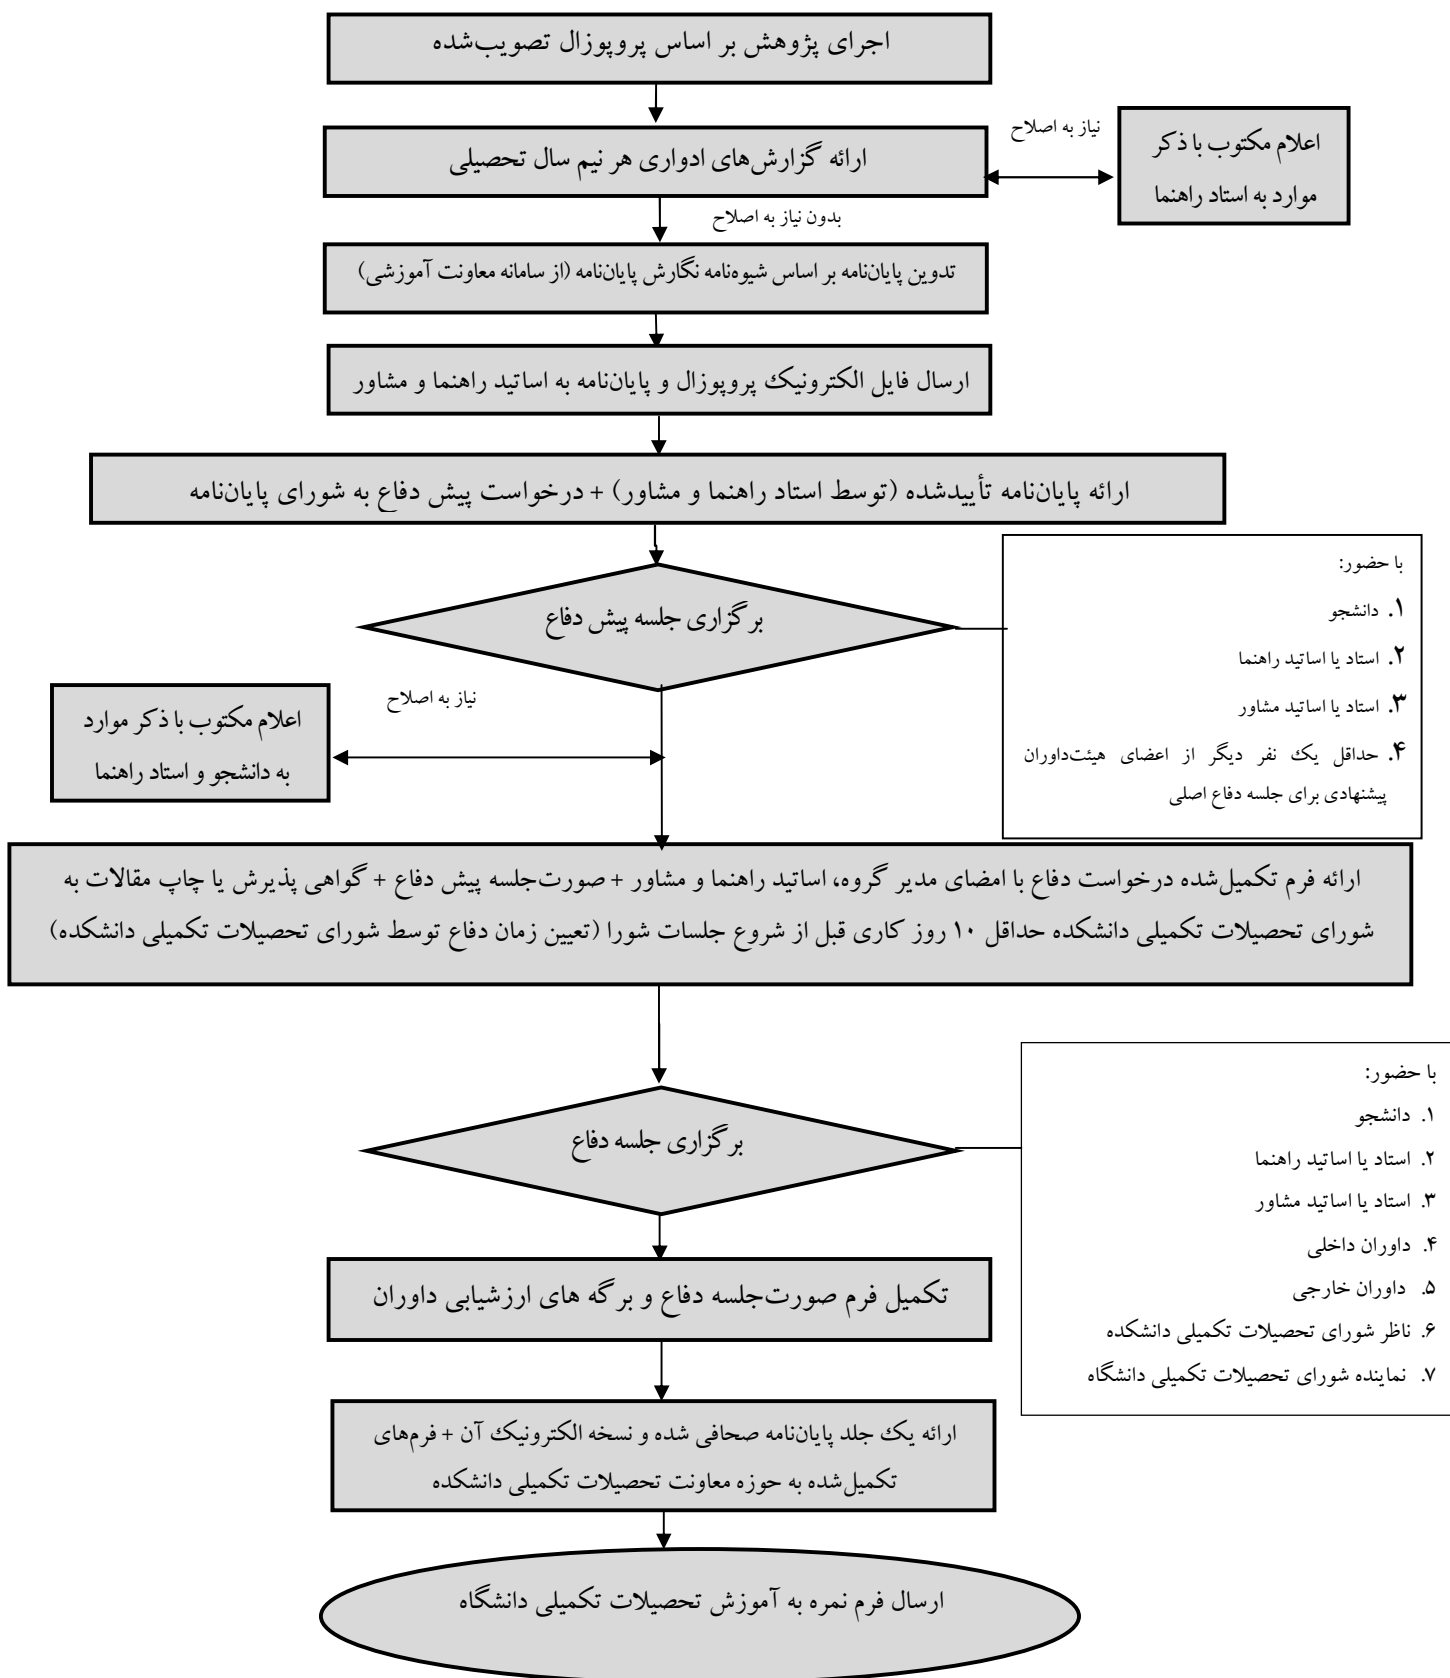 اجرای پژوهش بر اساس پروپوزال تصویب‌شده
ارائه گزارش‌های ادواری هر نیم سال تحصیلی
نیاز به اصلاح
اعلام مکتوب با ذکر
موارد به استاد راهنما
بدون نیاز به اصلاح
تدوین پایان‌نامه بر اساس شیوه‌نامه نگارش پایان‌نامه (از سامانه معاونت آموزشی)
ارسال فایل الکترونیک پروپوزال و پایان‌نامه به اساتید راهنما و مشاور
ارائه پایان‌نامه تأییدشده (توسط استاد راهنما و مشاور) + درخواست پیش دفاع به شورای پایان‌نامه
برگزاری جلسه پیش دفاع
با حضور:
۱. دانشجو
۲. استاد یا اساتید راهنما
۳. استاد یا اساتید مشاور
۴. حداقل یک نفر دیگر از اعضای هیئت‌داوران
پیشنهادی برای جلسه دفاع اصلی
نیاز به اصلاح
اعلام مکتوب با ذکر موارد
به دانشجو و استاد راهنما
ارائه فرم تکمیل‌شده درخواست دفاع با امضای مدیر گروه، اساتید راهنما و مشاور + صورت‌جلسه پیش دفاع + گواهی پذیرش یا چاپ مقالات به
شورای تحصیلات تکمیلی دانشکده حداقل ۱۰ روز کاری قبل از شروع جلسات شورا (تعیین زمان دفاع توسط شورای تحصیلات تکمیلی دانشکده)
برگزاری جلسه دفاع
با حضور:
۱. دانشجو
۲. استاد یا اساتید راهنما
۳. استاد یا اساتید مشاور
۴. داوران داخلی
۵. داوران خارجی
۶. ناظر شورای تحصیلات تکمیلی دانشکده
۷. نماینده شورای تحصیلات تکمیلی دانشگاه
تکمیل فرم صورت‌جلسه دفاع و برگه های ارزشیابی داوران
ارائه یک جلد پایان‌نامه صحافی شده و نسخه الکترونیک آن + فرم‌های
تکمیل‌شده به حوزه معاونت تحصیلات تکمیلی دانشکده
ارسال فرم نمره به آموزش تحصیلات تکمیلی دانشگاه